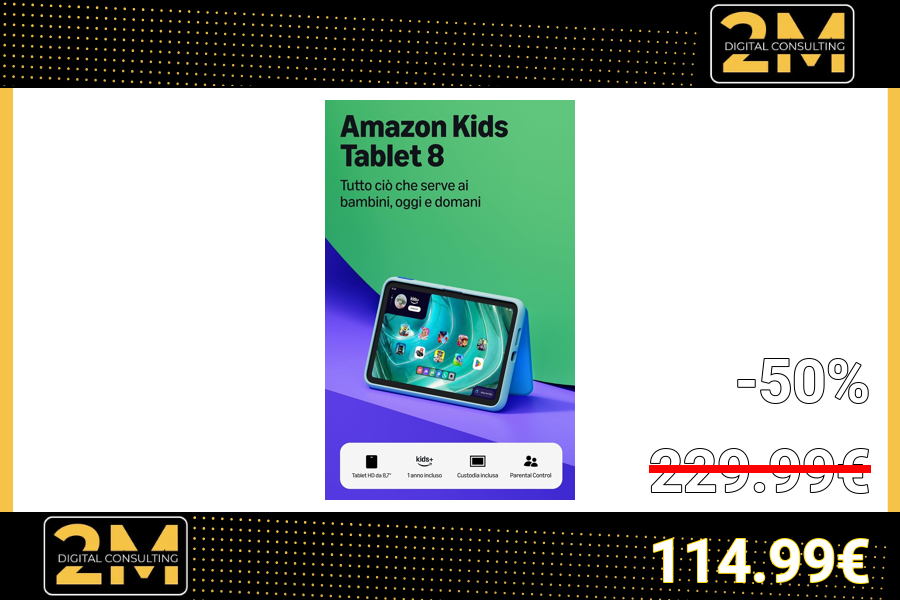 2M
DIGITAL CONSULTING
Amazon Kids
Tablet 8
Tutto ciò che serve ai
bambini, oggi e domani
kids+
Tablet HD da 8,7"
1 anno incluso
Custodia inclusa
Parental Control
-50%
229.99€
2M
DIGITAL CONSULTING
114.99€